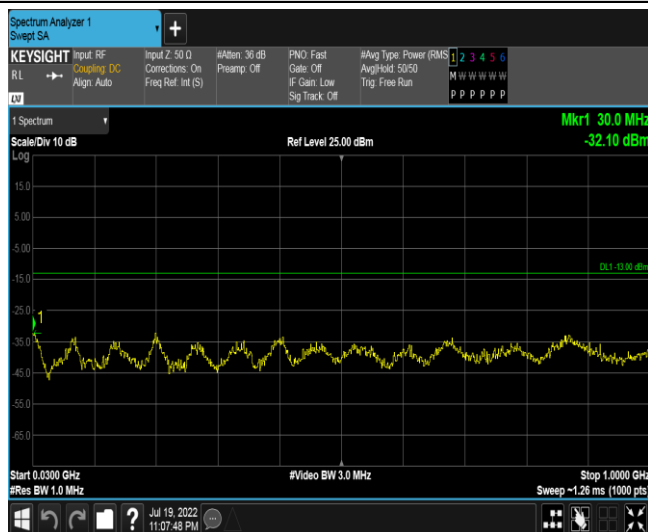 Spectrum Analyzer 1
Swept SA
KEYSIGHT
RL
LXI
Input: RF
Coupling: DC
Align: Auto
Input Z: 50 Ω
Corrections: On
Freq Ref: Int (S)
#Atten: 36 dB
Preamp: Off
PNO: Fast
Gate: Off
IF Gain: Low
Sig Track: Off
#Avg Type: Power (RMS
Avg|Hold: 50/50
Trig: Free Run
1 2 3 4 5 6
M W W W W W
P P P P P P
1 Spectrum
Scale/Div 10 dB
Log
Ref Level 25.00 dBm
Mkr1 30.0 MHz
-32.10 dBm
15.0
5.00
-5.00
DL1 -13.00 dBm
-15.0
-25.0
1
-35.0
-45.0
-55.0
-65.0
Start 0.0300 GHz
#Video BW 3.0 MHz
Stop 1.0000 GHz
#Res BW 1.0 MHz
Sweep ~1.26 ms (1000 pts)
?
Jul 19, 2022
11:07:48 PM